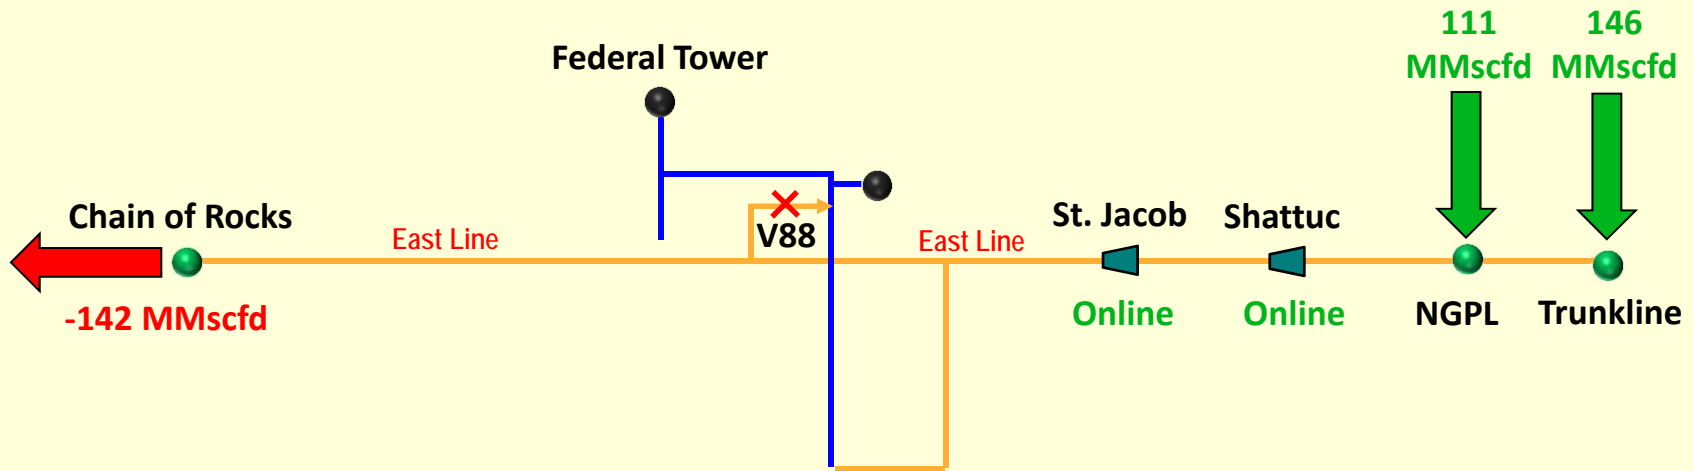 111
MMscfd
146
MMscfd
Federal Tower
Chain of Rocks
East Line
V88
East Line
St. Jacob
Shattuc
-142 MMscfd
Online
Online
NGPL
Trunkline